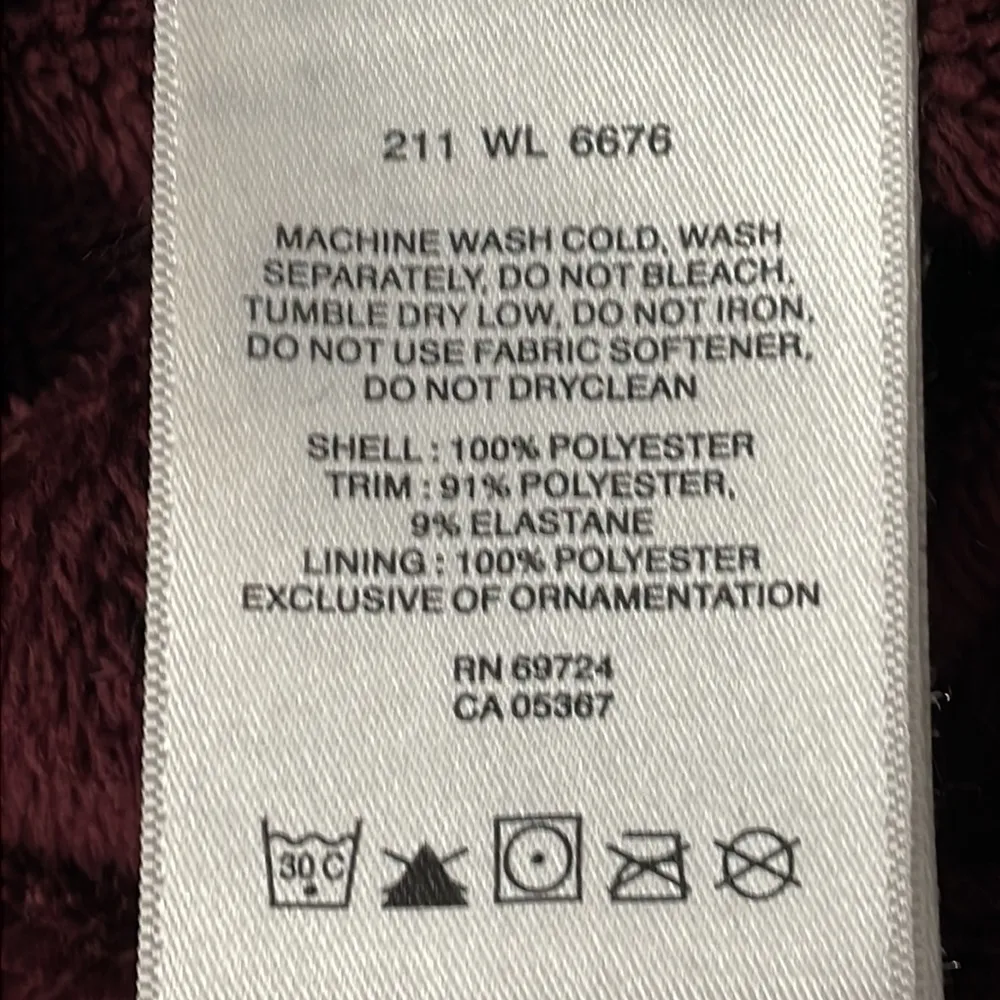 211 WL 6676
MACHINE WASH COLD, WASH
SEPARATELY, DO NOT BLEACH,
TUMBLE DRY LOW, DO NOT IRON,
DO NOT USE FABRIC SOFTENER,
DO NOT DRYCLEAN
SHELL : 100% POLYESTER
TRIM : 91% POLYESTER,
9% ELASTANE
LINING : 100% POLYESTER
EXCLUSIVE OF ORNAMENTATION
RN 69724
CA 05367
30 C